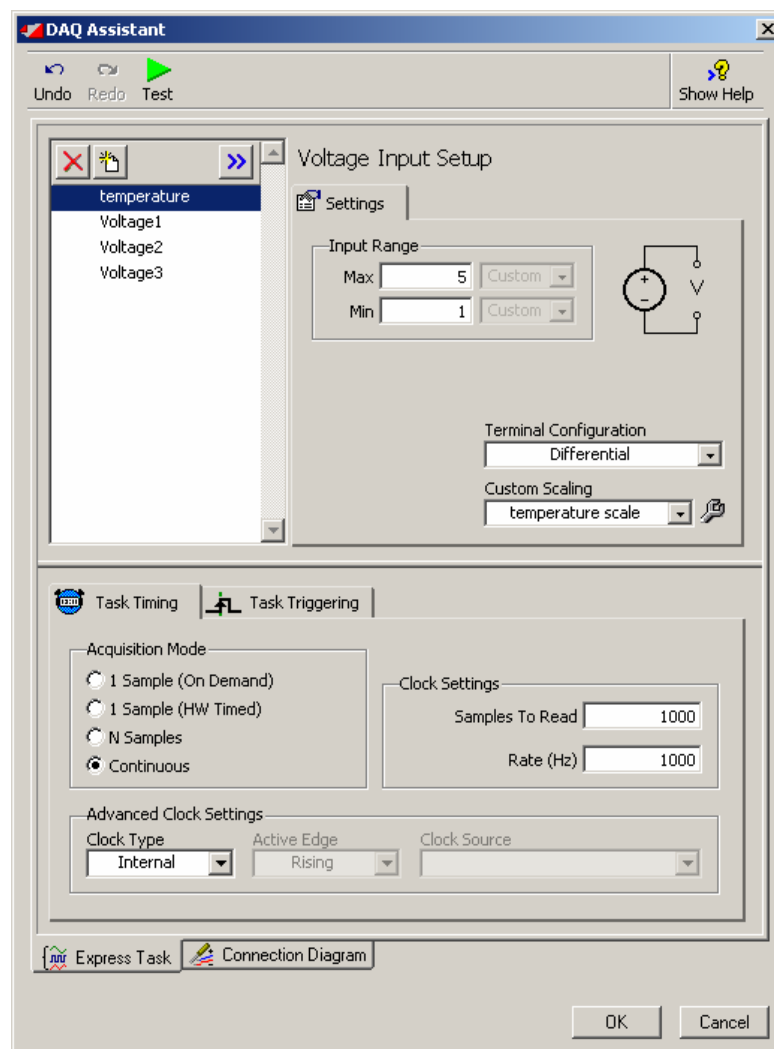 DAQ Assistant
Undo Redo Test Show Help
Voltage Input Setup
temperature
Voltage1
Voltage2
Voltage3
Settings
Input Range
Max 5 Custom
Min 1 Custom
+
V
-
Terminal Configuration
Differential
Custom Scaling
temperature scale
Task Timing Task Triggering
Acquisition Mode
1 Sample (On Demand)
1 Sample (HW Timed)
N Samples
Continuous
Clock Settings
Samples To Read 1000
Rate (Hz) 1000
Advanced Clock Settings
Clock Type Active Edge Clock Source
Internal Rising
Express Task Connection Diagram
OK Cancel